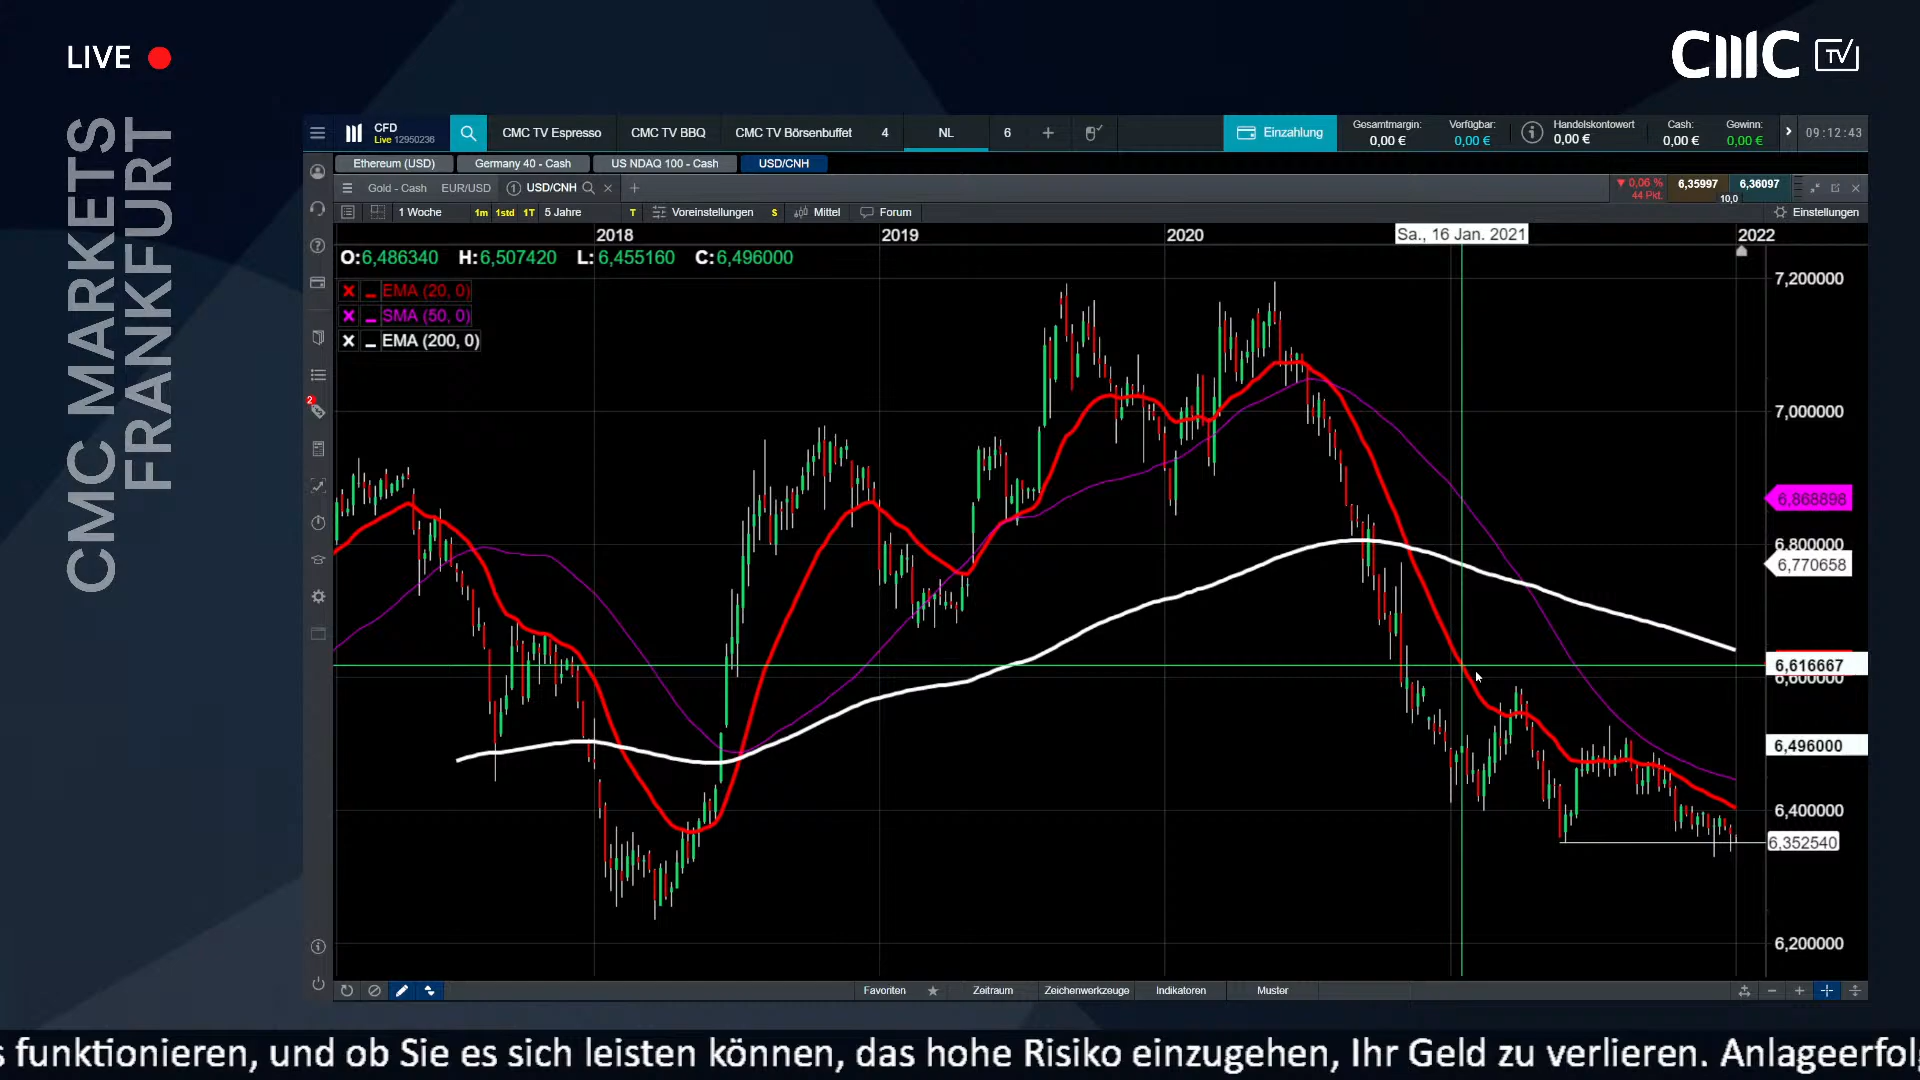 LIVE
CMC TV
CMC MARKETS
FRANKFURT
CFD
Live 12950236
CMC TV Espresso
CMC TV BBQ
CMC TV Börsenbuffet
4
NL
6
Einzahlung
Gesamtmargin:
0,00 €
Verfügbar:
0,00 €
Handelskontowert
0,00 €
Cash:
0,00 €
Gewinn:
0,00 €
09:12:43
Ethereum (USD)
Germany 40 - Cash
US NDAQ 100 - Cash
USD/CNH
Gold - Cash
EUR/USD
1 USD/CNH
0,06 %
44 Pkt.
6,35997
6,36097
10,0
1 Woche
1m
1std
1T
5 Jahre
T
Voreinstellungen
S
Mittel
Forum
Einstellungen
2018
2019
2020
Sa., 16 Jan. 2021
2022
O:6,486340 H:6,507420 L:6,455160 C:6,496000
EMA (20, 0)
SMA (50, 0)
EMA (200, 0)
2
7,200000
7,000000
6,868898
6,800000
6,770658
6,616667
6,600000
6,496000
6,400000
6,352540
6,200000
Favoriten
Zeitraum
Zeichenwerkzeuge
Indikatoren
Muster
s funktionieren, und ob Sie es sich leisten können, das hohe Risiko einzugehen, Ihr Geld zu verlieren. Anlageerfol